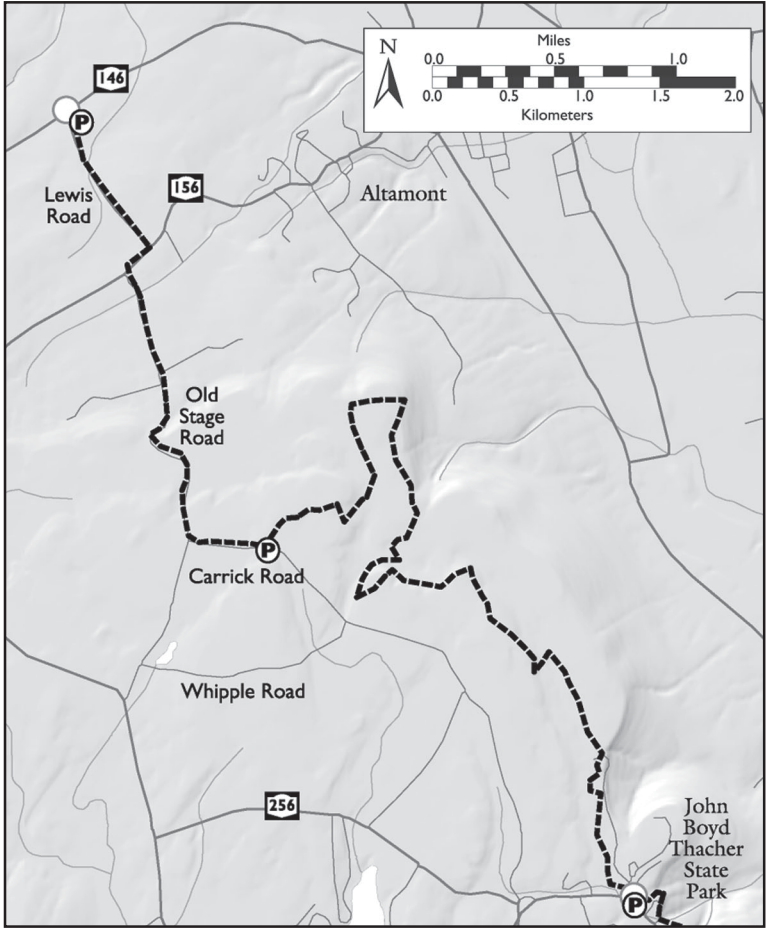 N
Miles
0.0 0.5 1.0
0.0 0.5 1.0 1.5 2.0
Kilometers
146
P
Lewis
Road
156
Altamont
Old
Stage
Road
P
Carrick Road
Whipple Road
256
John
Boyd
Thacher
State
Park
P